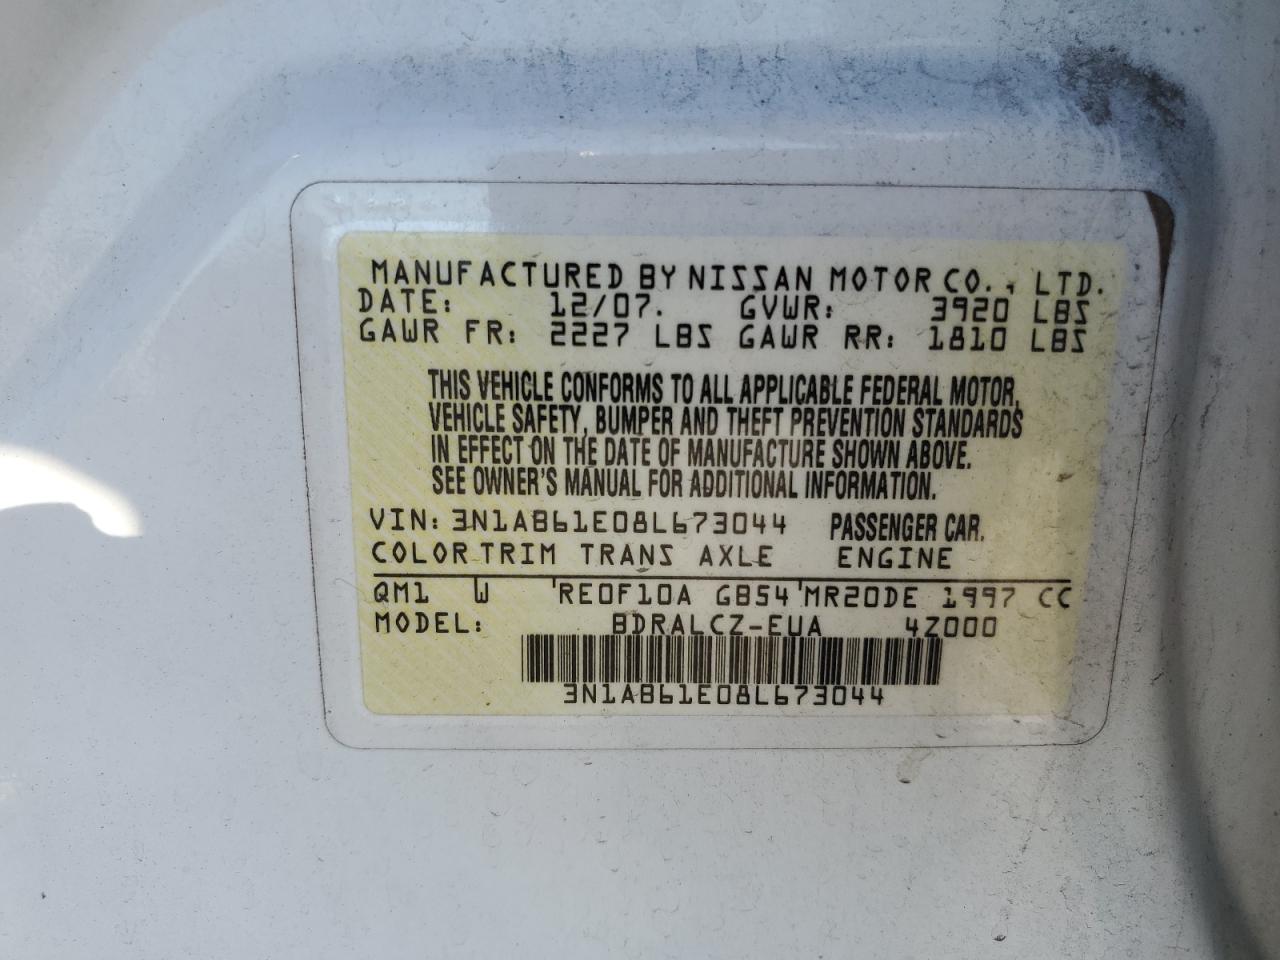 MANUFACTURED BY NISSAN MOTOR CO., LTD.
DATE: 12/07. GVWR: 3920 LBS
GAWR FR: 2227 LBS GAWR RR: 1810 LBS
THIS VEHICLE CONFORMS TO ALL APPLICABLE FEDERAL MOTOR,
VEHICLE SAFETY, BUMPER AND THEFT PREVENTION STANDARDS
IN EFFECT ON THE DATE OF MANUFACTURE SHOWN ABOVE.
SEE OWNER'S MANUAL FOR ADDITIONAL INFORMATION.
VIN: 3N1AB61E08L673044 PASSENGER CAR.
COLOR TRIM TRANS AXLE ENGINE
QM1 W 'RE0F10A GB54'MR20DE 1997 CC
MODEL: BDRALCZ-EUA 4Z000
3N1AB61E08L673044